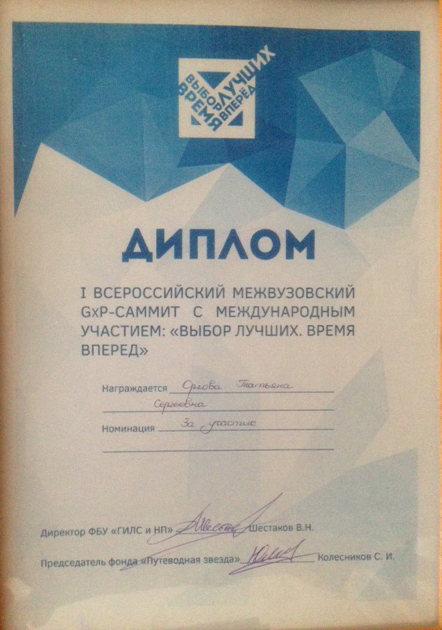 ВЫБОР ЛУЧШИХ
ВРЕМЯ ВПЕРЁД
ДИПЛОМ
I ВСЕРОССИЙСКИЙ МЕЖВУЗОВСКИЙ
GxP-САММИТ С МЕЖДУНАРОДНЫМ
УЧАСТИЕМ: «ВЫБОР ЛУЧШИХ. ВРЕМЯ
ВПЕРЕД»
Награждается Орлова Татьяна
Сергеевна
Номинация За участие
Директор ФБУ «ГИЛС и НП» Шестаков В.Н.
Председатель фонда «Путеводная звезда» Колесников С. И.